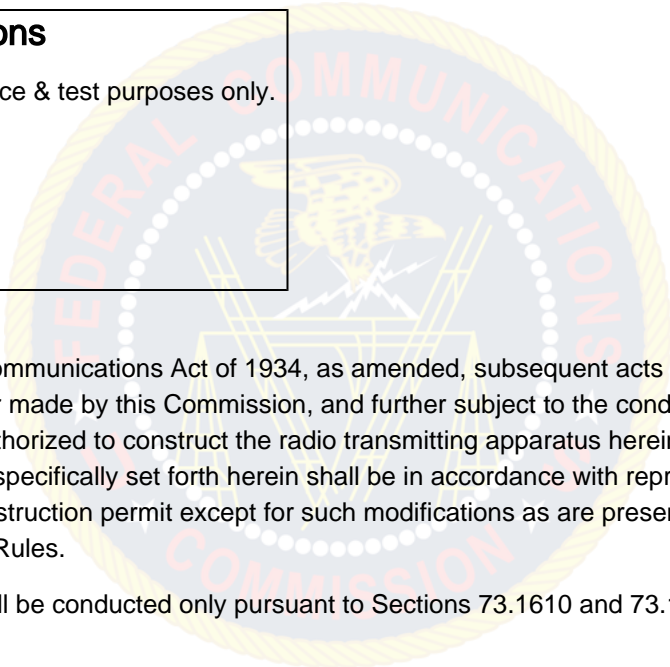 ons
ce & test purposes only.
FEDERAL COMMUNICATIONS
COMMISSION
ommunications Act of 1934, as amended, subsequent acts
made by this Commission, and further subject to the cond
thorized to construct the radio transmitting apparatus herein
specifically set forth herein shall be in accordance with repr
struction permit except for such modifications as are presen
Rules.
ll be conducted only pursuant to Sections 73.1610 and 73.